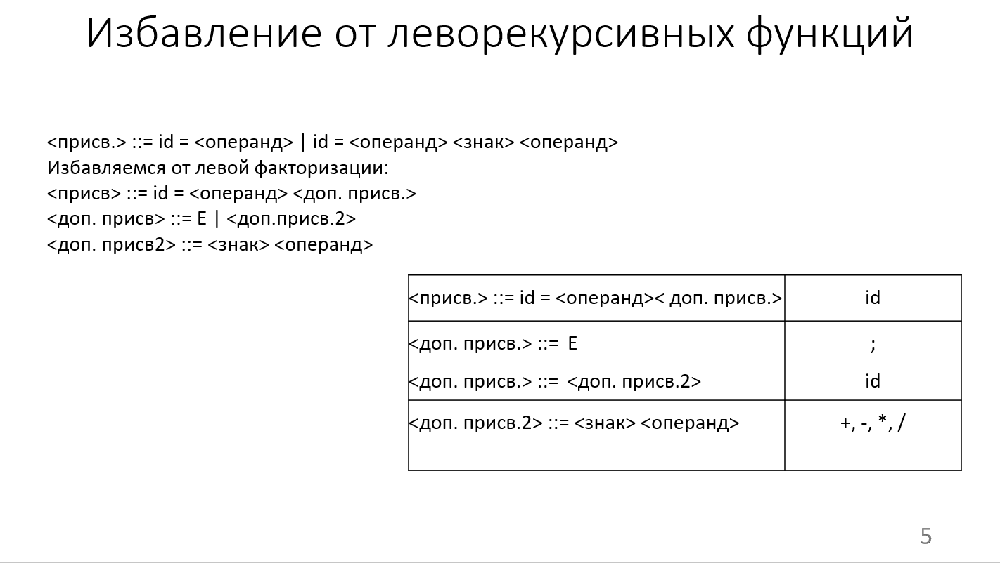 Избавление от леворекурсивных функций
<присв.> ::= id = <операнд> | id = <операнд> <знак> <операнд>
Избавляемся от левой факторизации:
<присв> ::= id = <операнд> <доп. присв.>
<доп. присв> ::= E | <доп.присв.2>
<доп. присв2> ::= <знак> <операнд>
<присв.> ::= id = <операнд>< доп. присв.> id
<доп. присв.> ::= E ;
<доп. присв.> ::= <доп. присв.2> id
<доп. присв.2> ::= <знак> <операнд> +, -, *, /
5